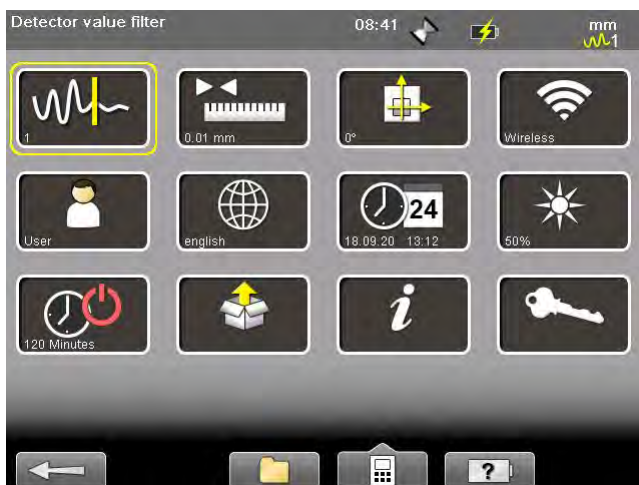 Detector value filter 08:41 mm
1
1
0.01 mm
0°
Wireless
User
english
24
18.09.20 13:12
50%
120 Minutes
i
?